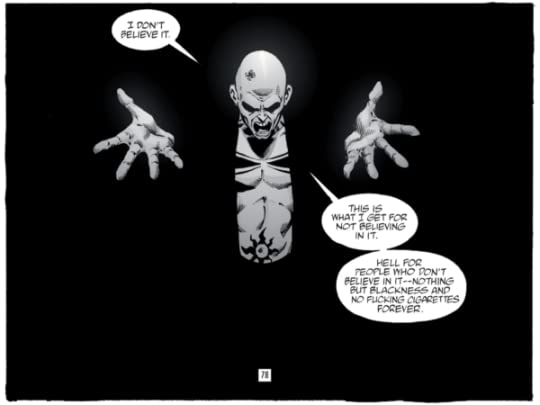 I DON'T
BELIEVE IT.
THIS IS
WHAT I GET FOR
NOT BELIEVING
IN IT.
HELL FOR
PEOPLE WHO DON'T
BELIEVE IN IT--NOTHING
BUT BLACKNESS AND
NO FUCKING CIGARETTES
FOREVER.